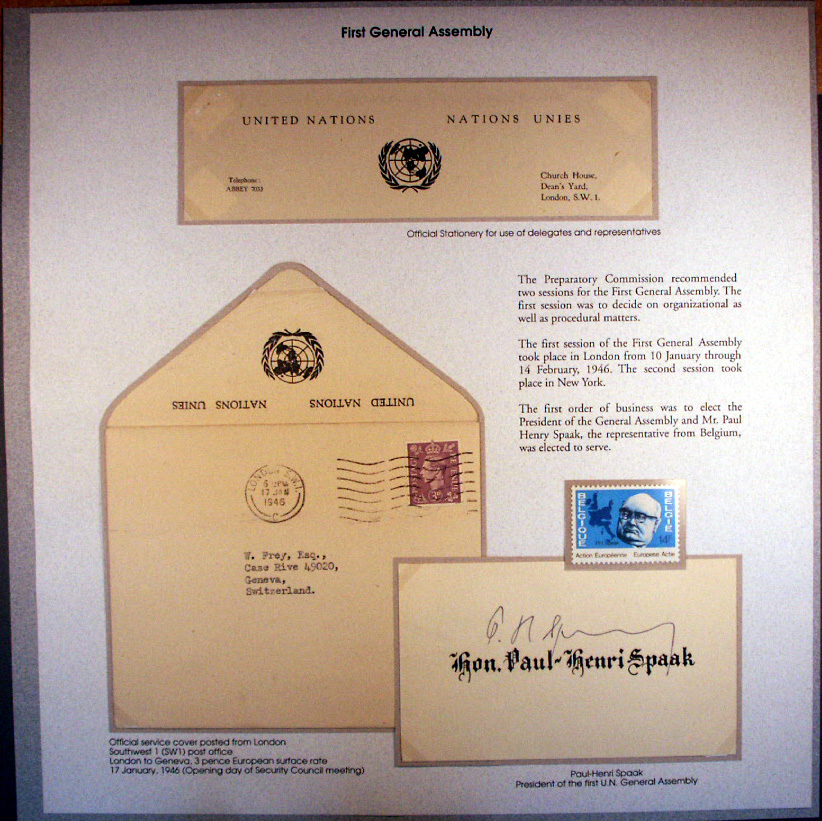 First General Assembly
UNITED NATIONS NATIONS UNIES
Telephone:
ABBEY 7033
Church House,
Dean's Yard,
London, S.W. 1.
Official Stationery for use of delegates and representatives
The Preparatory Commission recommended
two sessions for the First General Assembly. The
first session was to decide on organizational as
well as procedural matters.
The first session of the First General Assembly
took place in London from 10 January through
14 February, 1946. The second session took
place in New York.
The first order of business was to elect the
President of the General Assembly and Mr. Paul
Henry Spaak, the representative from Belgium,
was elected to serve.
UNITED NATIONS NATIONS UNIES
LONDON S.W.1.
17 JAN
1946
C
W. Frey, Esq.,
Case Rive 49020,
Geneva,
Switzerland.
BELGIQUE
BELGIË
14F
Action Européenne Europese Actie
P. H. Spaak
Hon. Paul-Henri Spaak
Official service cover posted from London
Southwest 1 (SW1) post office
London to Geneva, 3 pence European surface rate
17 January, 1946 (Opening day of Security Council meeting)
Paul-Henri Spaak
President of the first U.N. General Assembly